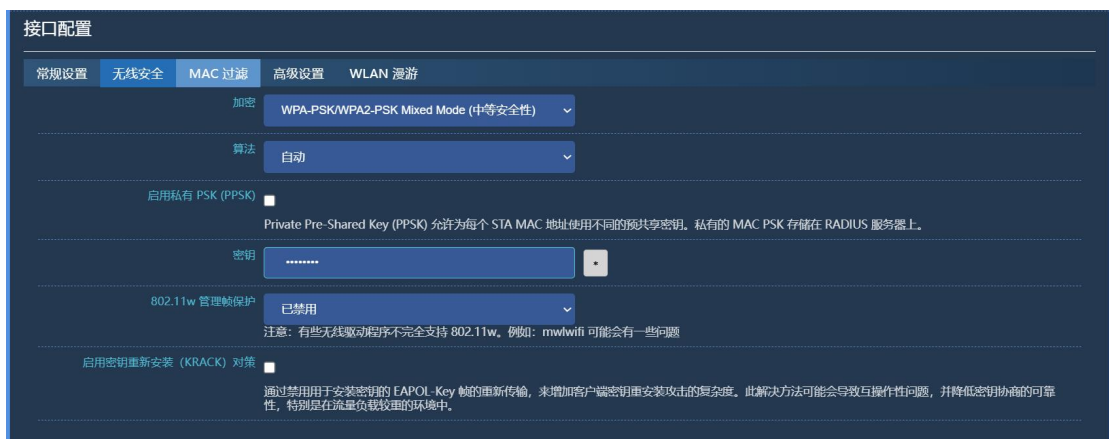 接口配置
常规设置 无线安全 MAC 过滤 高级设置 WLAN 漫游
加密 WPA-PSK/WPA2-PSK Mixed Mode (中等安全性)
算法 自动
启用私有 PSK (PPSK)
Private Pre-Shared Key (PPSK) 允许为每个 STA MAC 地址使用不同的预共享密钥。私有的 MAC PSK 存储在 RADIUS 服务器上。
密钥 •••••••• *
802.11w 管理帧保护 已禁用
注意：有些无线驱动程序不完全支持 802.11w。例如：mwlwifi 可能会有一些问题
启用密钥重新安装（KRACK）对策
通过禁用用于安装密钥的 EAPOL-Key 帧的重新传输，来增加客户端密钥重安装攻击的复杂度。此解决方法可能会导致互操作性问题，并降低密钥协商的可靠
性，特别是在流量负载较重的环境中。